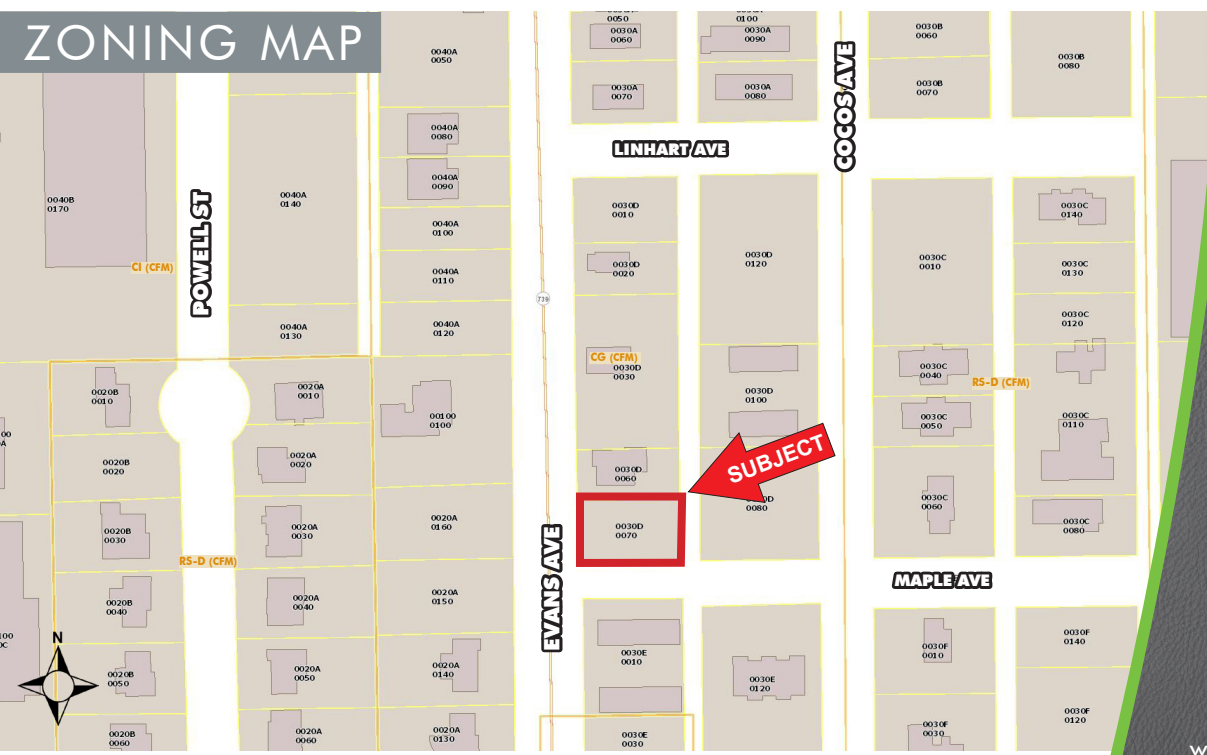 ZONING MAP
0040B
0170
CI (CFM)
POWELL ST
0040A
0140
0040A
0130
0040A
0050
0040A
0080
0040A
0090
0040A
0100
0040A
0110
0040A
0120
739
0050
0030A
0060
0030A
0070
0100
0030A
0090
0030A
0080
LINHART AVE
COCOS AVE
0030B
0060
0030B
0070
0030B
0080
0030D
0010
0030D
0020
CG (CFM)
0030D
0030
0030D
0060
0030D
0070
0030D
0120
0030D
0100
SUBJECT
0080
0030C
0010
0030C
0040
0030C
0050
0030C
0060
RS-D (CFM)
0030C
0140
0030C
0130
0030C
0120
0030C
0110
0030C
0080
MAPLE AVE
EVANS AVE
0020B
0010
0020B
0020
0020B
0030
0020B
0040
0020B
0050
0020B
0060
RS-D (CFM)
0020A
0010
0020A
0020
0020A
0030
0020A
0040
0020A
0050
0020A
0060
00100
0100
0020A
0160
0020A
0150
0020A
0140
0020A
0130
0030E
0010
0030E
0030
0030E
0120
0030F
0010
0030F
0030
0030F
0140
0030F
0120
N